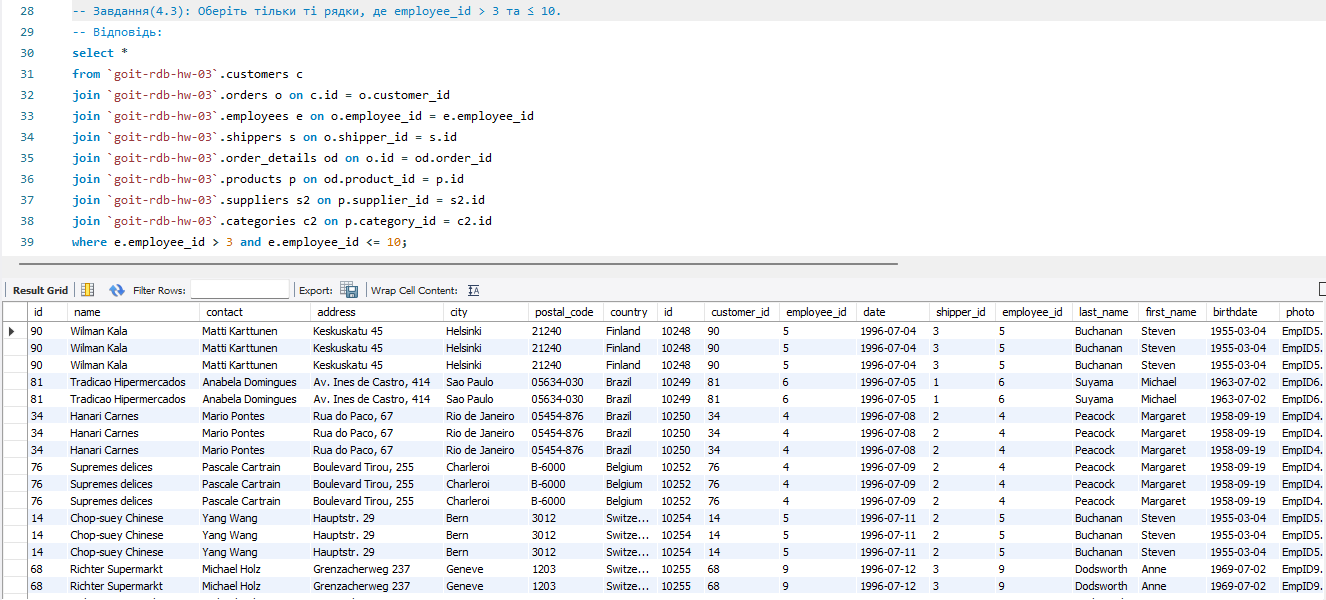 28 -- Завдання(4.3): Оберіть тільки ті рядки, де employee_id > 3 та ≤ 10.
29 -- Відповідь:
30 select *
31 from `goit-rdb-hw-03`.customers c
32 join `goit-rdb-hw-03`.orders o on c.id = o.customer_id
33 join `goit-rdb-hw-03`.employees e on o.employee_id = e.employee_id
34 join `goit-rdb-hw-03`.shippers s on o.shipper_id = s.id
35 join `goit-rdb-hw-03`.order_details od on o.id = od.order_id
36 join `goit-rdb-hw-03`.products p on od.product_id = p.id
37 join `goit-rdb-hw-03`.suppliers s2 on p.supplier_id = s2.id
38 join `goit-rdb-hw-03`.categories c2 on p.category_id = c2.id
39 where e.employee_id > 3 and e.employee_id <= 10;
Result Grid Filter Rows: Export: Wrap Cell Content:
id name contact address city postal_code country id customer_id employee_id date shipper_id employee_id last_name first_name birthdate photo
90 Wilman Kala Matti Karttunen Keskuskatu 45 Helsinki 21240 Finland 10248 90 5 1996-07-04 3 5 Buchanan Steven 1955-03-04 EmpID5.
90 Wilman Kala Matti Karttunen Keskuskatu 45 Helsinki 21240 Finland 10248 90 5 1996-07-04 3 5 Buchanan Steven 1955-03-04 EmpID5.
90 Wilman Kala Matti Karttunen Keskuskatu 45 Helsinki 21240 Finland 10248 90 5 1996-07-04 3 5 Buchanan Steven 1955-03-04 EmpID5.
81 Tradicao Hipermercados Anabela Domingues Av. Ines de Castro, 414 Sao Paulo 05634-030 Brazil 10249 81 6 1996-07-05 1 6 Suyama Michael 1963-07-02 EmpID6.
81 Tradicao Hipermercados Anabela Domingues Av. Ines de Castro, 414 Sao Paulo 05634-030 Brazil 10249 81 6 1996-07-05 1 6 Suyama Michael 1963-07-02 EmpID6.
34 Hanari Carnes Mario Pontes Rua do Paco, 67 Rio de Janeiro 05454-876 Brazil 10250 34 4 1996-07-08 2 4 Peacock Margaret 1958-09-19 EmpID4.
34 Hanari Carnes Mario Pontes Rua do Paco, 67 Rio de Janeiro 05454-876 Brazil 10250 34 4 1996-07-08 2 4 Peacock Margaret 1958-09-19 EmpID4.
34 Hanari Carnes Mario Pontes Rua do Paco, 67 Rio de Janeiro 05454-876 Brazil 10250 34 4 1996-07-08 2 4 Peacock Margaret 1958-09-19 EmpID4.
76 Supremes delices Pascale Cartrain Boulevard Tirou, 255 Charleroi B-6000 Belgium 10252 76 4 1996-07-09 2 4 Peacock Margaret 1958-09-19 EmpID4.
76 Supremes delices Pascale Cartrain Boulevard Tirou, 255 Charleroi B-6000 Belgium 10252 76 4 1996-07-09 2 4 Peacock Margaret 1958-09-19 EmpID4.
76 Supremes delices Pascale Cartrain Boulevard Tirou, 255 Charleroi B-6000 Belgium 10252 76 4 1996-07-09 2 4 Peacock Margaret 1958-09-19 EmpID4.
14 Chop-suey Chinese Yang Wang Hauptstr. 29 Bern 3012 Switze... 10254 14 5 1996-07-11 2 5 Buchanan Steven 1955-03-04 EmpID5.
14 Chop-suey Chinese Yang Wang Hauptstr. 29 Bern 3012 Switze... 10254 14 5 1996-07-11 2 5 Buchanan Steven 1955-03-04 EmpID5.
14 Chop-suey Chinese Yang Wang Hauptstr. 29 Bern 3012 Switze... 10254 14 5 1996-07-11 2 5 Buchanan Steven 1955-03-04 EmpID5.
68 Richter Supermarkt Michael Holz Grenzacherweg 237 Geneve 1203 Switze... 10255 68 9 1996-07-12 3 9 Dodsworth Anne 1969-07-02 EmpID9.
68 Richter Supermarkt Michael Holz Grenzacherweg 237 Geneve 1203 Switze... 10255 68 9 1996-07-12 3 9 Dodsworth Anne 1969-07-02 EmpID9.